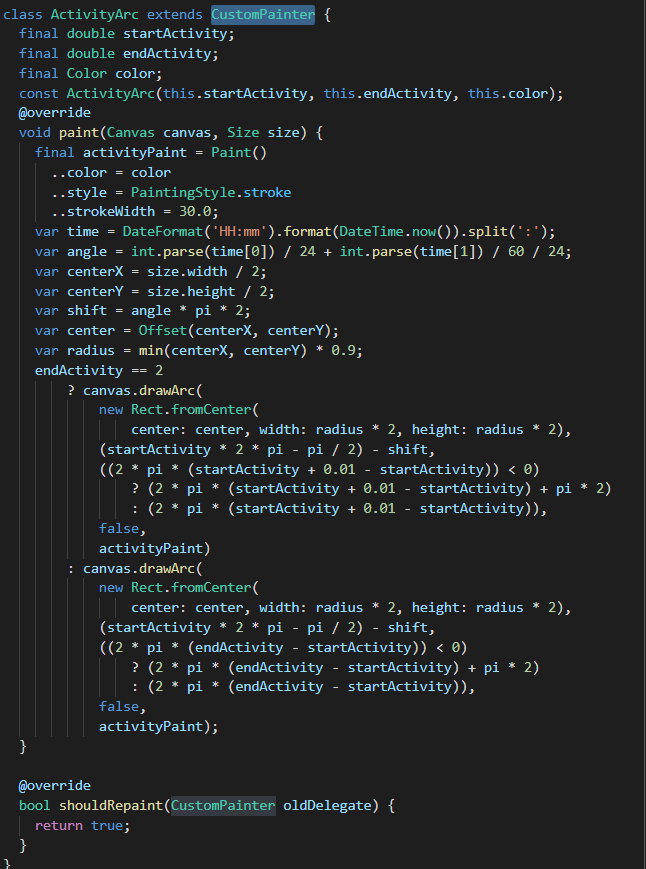 class ActivityArc extends CustomPainter {
  final double startActivity;
  final double endActivity;
  final Color color;
  const ActivityArc(this.startActivity, this.endActivity, this.color);
  @override
  void paint(Canvas canvas, Size size) {
    final activityPaint = Paint()
      ..color = color
      ..style = PaintingStyle.stroke
      ..strokeWidth = 30.0;
    var time = DateFormat('HH:mm').format(DateTime.now()).split(':');
    var angle = int.parse(time[0]) / 24 + int.parse(time[1]) / 60 / 24;
    var centerX = size.width / 2;
    var centerY = size.height / 2;
    var shift = angle * pi * 2;
    var center = Offset(centerX, centerY);
    var radius = min(centerX, centerY) * 0.9;
    endActivity == 2
        ? canvas.drawArc(
            new Rect.fromCenter(
                center: center, width: radius * 2, height: radius * 2),
            (startActivity * 2 * pi - pi / 2) - shift,
            ((2 * pi * (startActivity + 0.01 - startActivity)) < 0)
                ? (2 * pi * (startActivity + 0.01 - startActivity) + pi * 2)
                : (2 * pi * (startActivity + 0.01 - startActivity)),
            false,
            activityPaint)
        : canvas.drawArc(
            new Rect.fromCenter(
                center: center, width: radius * 2, height: radius * 2),
            (startActivity * 2 * pi - pi / 2) - shift,
            ((2 * pi * (endActivity - startActivity)) < 0)
                ? (2 * pi * (endActivity - startActivity) + pi * 2)
                : (2 * pi * (endActivity - startActivity)),
            false,
            activityPaint);
  }

  @override
  bool shouldRepaint(CustomPainter oldDelegate) {
    return true;
  }
}